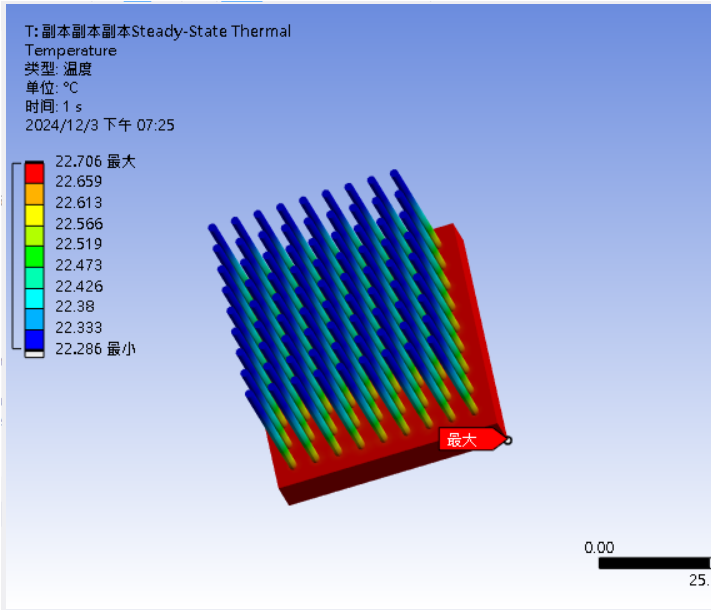 T: 副本副本副本Steady-State Thermal
Temperature
类型: 温度
单位: °C
时间: 1 s
2024/12/3 下午 07:25
22.706 最大
22.659
22.613
22.566
22.519
22.473
22.426
22.38
22.333
22.286 最小
最大
0.00
25.